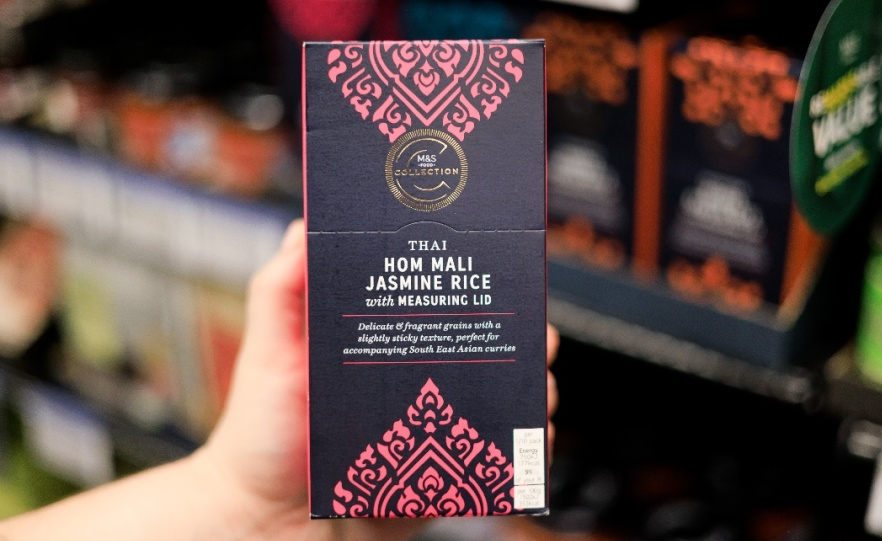 M&S
FOOD
COLLECTION
THAI
HOM MALI
JASMINE RICE
with MEASURING LID
Delicate & fragrant grains with a
slightly sticky texture, perfect for
accompanying South East Asian curries
Energy
VALUE